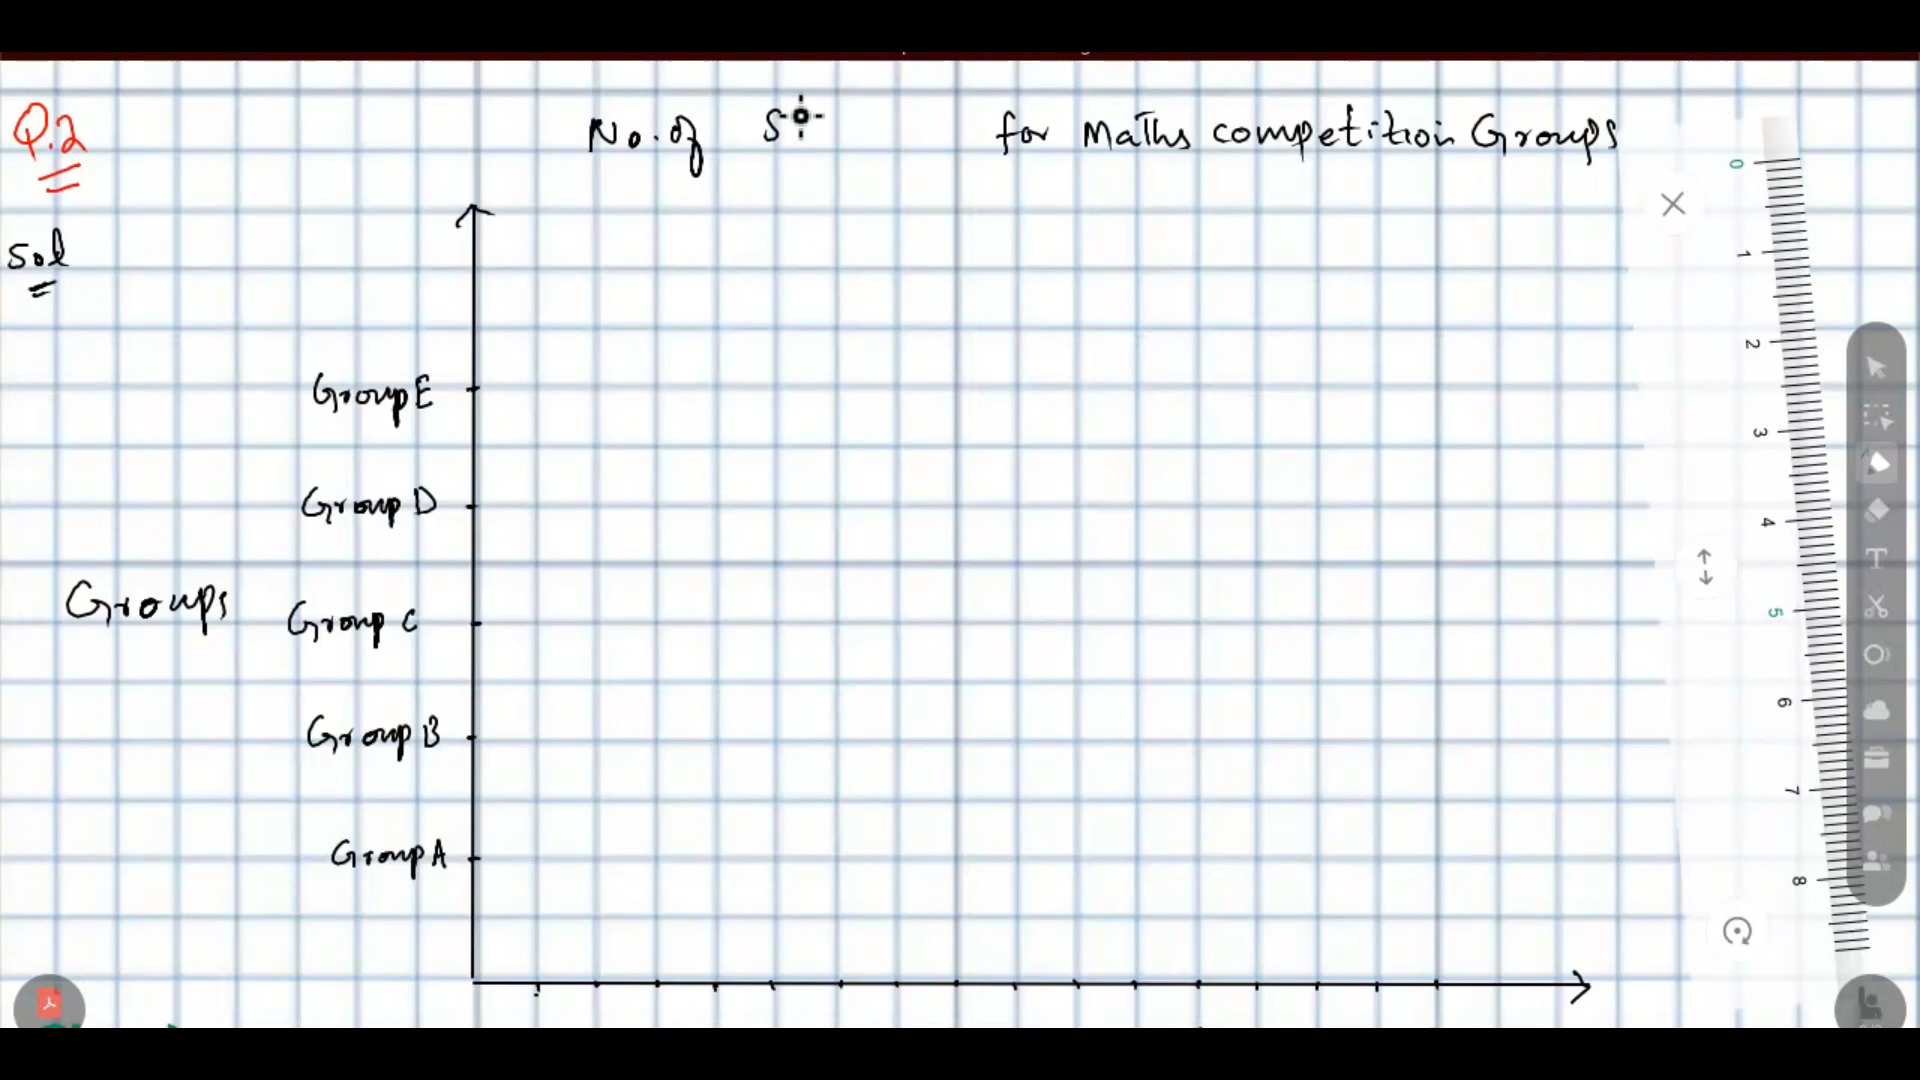 Q.2
No. of S for Maths competition Groups
Sol
Group E
Group D
Groups
Group C
Group B
Group A
0
1
2
3
4
5
6
7
8
T